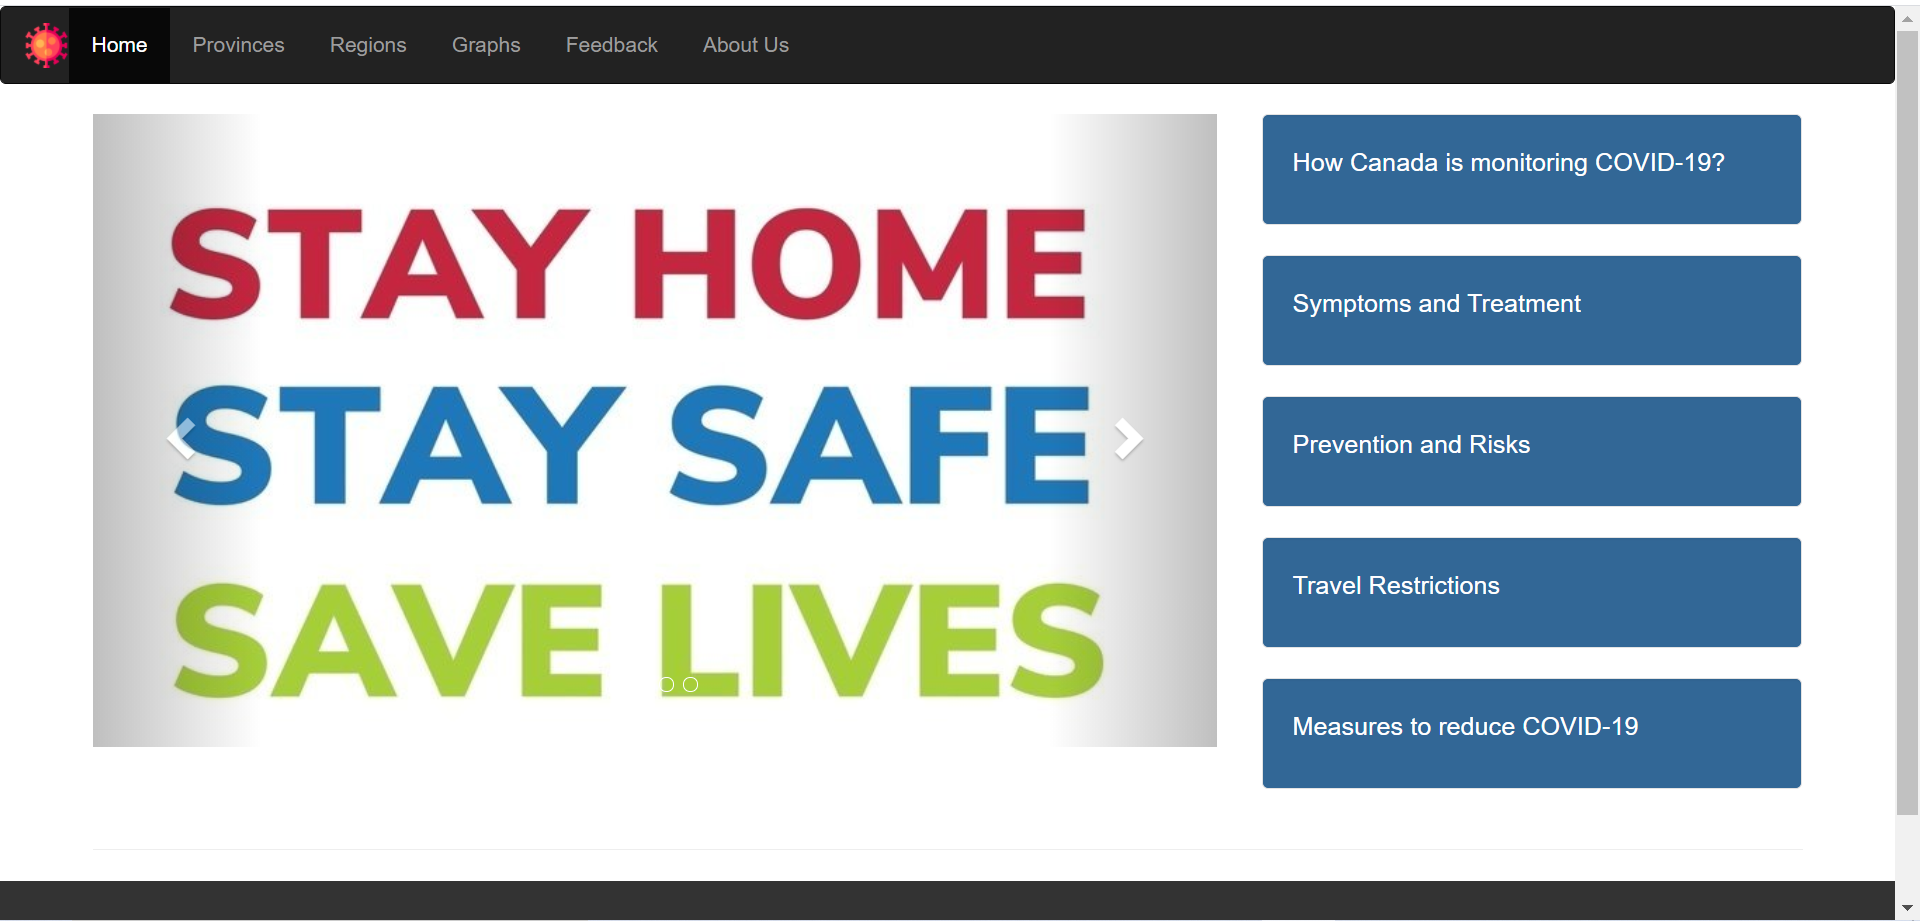 Home Provinces Regions Graphs Feedback About Us
STAY HOME
STAY SAFE
SAVE LIVES
How Canada is monitoring COVID-19?
Symptoms and Treatment
Prevention and Risks
Travel Restrictions
Measures to reduce COVID-19